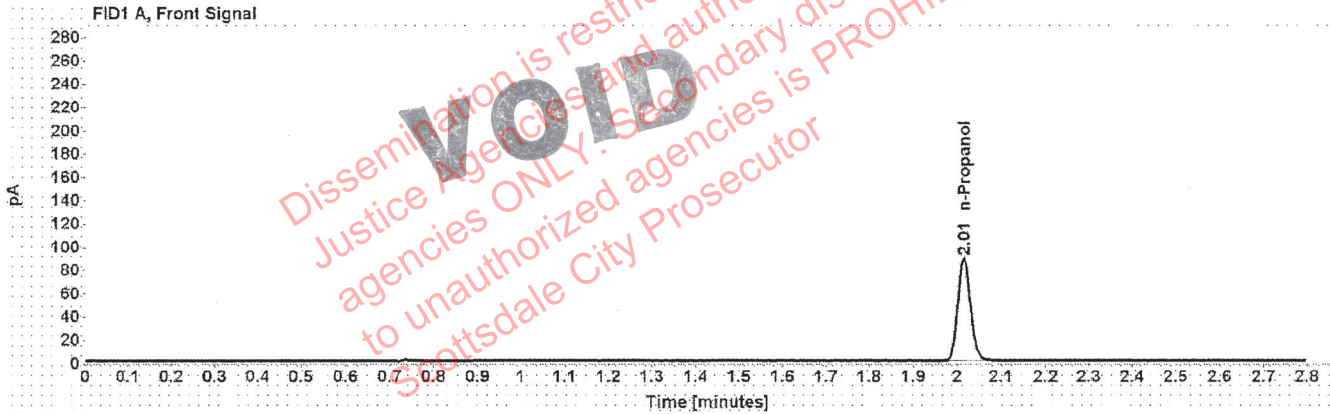 FID1 A, Front Signal
280
260
240
220
200
180
160
140
120
100
80
60
40
20
0
pA
VOID
2.01 n-Propanol
Dissemination is
Justice Agencies and
agencies ONLY. Secondary
to unauthorized agencies is
Scottsdale City Prosecutor
0 0.1 0.2 0.3 0.4 0.5 0.6 0.7 0.8 0.9 1 1.1 1.2 1.3 1.4 1.5 1.6 1.7 1.8 1.9 2 2.1 2.2 2.3 2.4 2.5 2.6 2.7 2.8
Time [minutes]